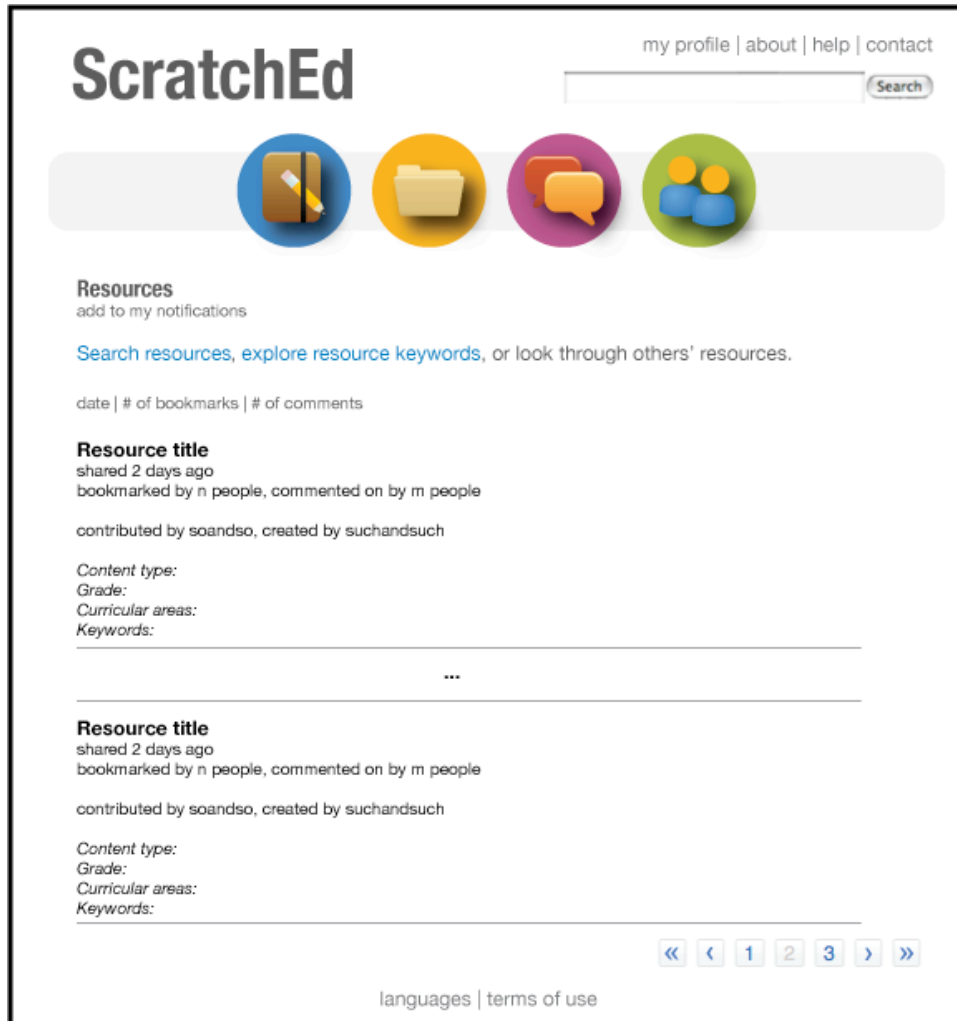 ScratchEd
my profile | about | help | contact
Search
Resources
add to my notifications
Search resources, explore resource keywords, or look through others’ resources.
date | # of bookmarks | # of comments
Resource title
shared 2 days ago
bookmarked by n people, commented on by m people
contributed by soandso, created by suchandsuch
Content type:
Grade:
Curricular areas:
Keywords:
...
Resource title
shared 2 days ago
bookmarked by n people, commented on by m people
contributed by soandso, created by suchandsuch
Content type:
Grade:
Curricular areas:
Keywords:
« ‹ 1 2 3 › »
languages | terms of use